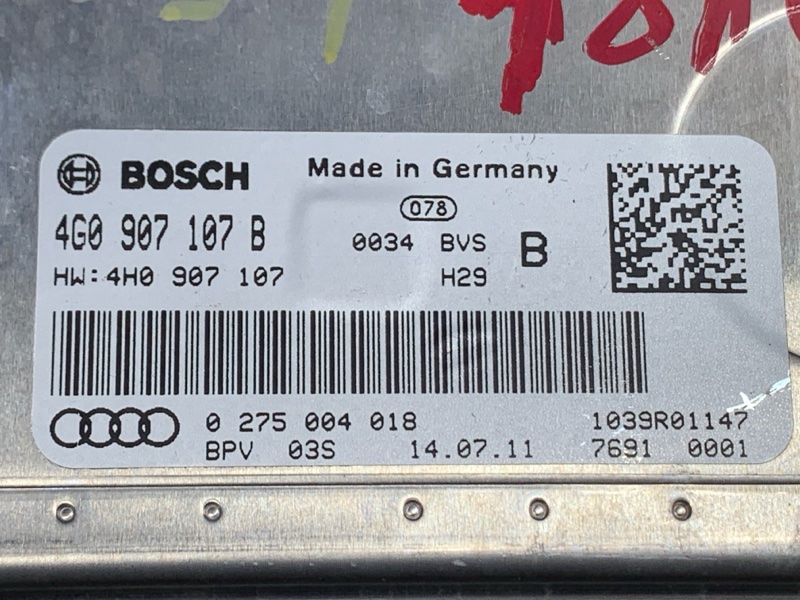 BOSCH Made in Germany
078
4G0 907 107 B 0034 BVS B
HW:4H0 907 107 H29
0 275 004 018 1039R01147
BPV 03S 14.07.11 7691 0001